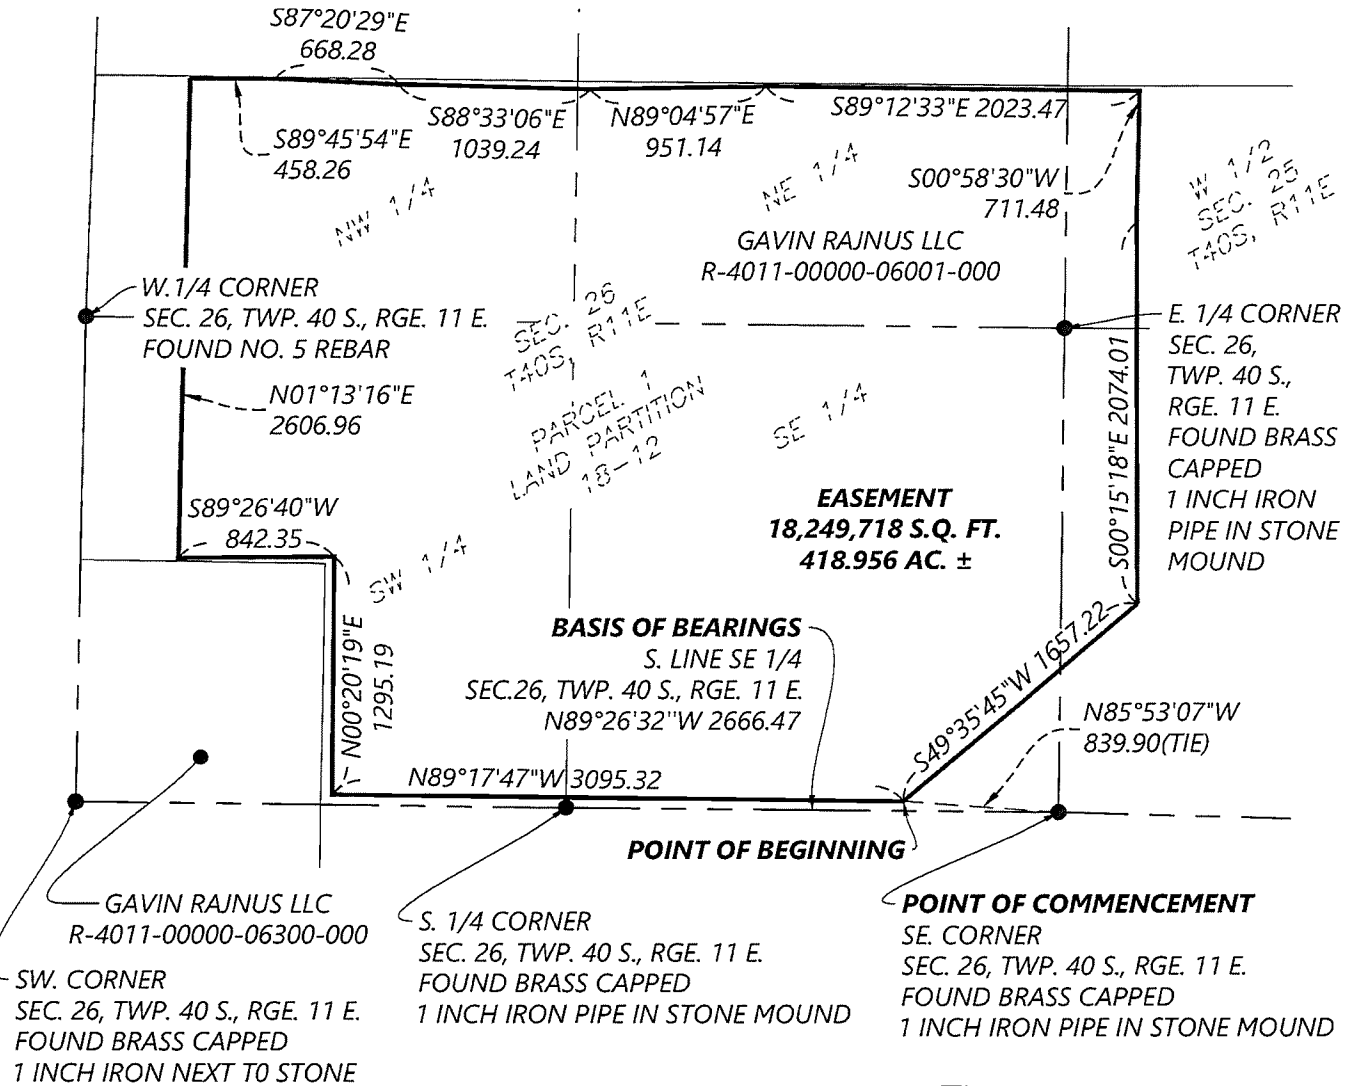 S87°20'29"E
668.28
S89°45'54"E
458.26
S88°33'06"E
1039.24
N89°04'57"E
951.14
S89°12'33"E 2023.47
S00°58'30"W
711.48
NW 1/4
NE 1/4
W 1/2
SEC. 25
T40S, R11E
GAVIN RAJNUS LLC
R-4011-00000-06001-000
W.1/4 CORNER
SEC. 26, TWP. 40 S., RGE. 11 E.
FOUND NO. 5 REBAR
SEC. 26
T40S, R11E
E. 1/4 CORNER
SEC. 26,
TWP. 40 S.,
RGE. 11 E.
FOUND BRASS
CAPPED
1 INCH IRON
PIPE IN STONE
MOUND
S00°15'18"E 2074.01
N01°13'16"E
2606.96
PARCEL 1
LAND PARTITION
18-12
SE 1/4
S89°26'40"W
842.35
SW 1/4
EASEMENT
18,249,718 S.Q. FT.
418.956 AC. ±
N00°20'19"E
1295.19
BASIS OF BEARINGS
S. LINE SE 1/4
SEC.26, TWP. 40 S., RGE. 11 E.
N89°26'32''W 2666.47
S49°35'45"W 1657.22
N85°53'07"W
839.90(TIE)
N89°17'47"W 3095.32
POINT OF BEGINNING
GAVIN RAJNUS LLC
R-4011-00000-06300-000
SW. CORNER
SEC. 26, TWP. 40 S., RGE. 11 E.
FOUND BRASS CAPPED
1 INCH IRON NEXT T0 STONE
S. 1/4 CORNER
SEC. 26, TWP. 40 S., RGE. 11 E.
FOUND BRASS CAPPED
1 INCH IRON PIPE IN STONE MOUND
POINT OF COMMENCEMENT
SE. CORNER
SEC. 26, TWP. 40 S., RGE. 11 E.
FOUND BRASS CAPPED
1 INCH IRON PIPE IN STONE MOUND